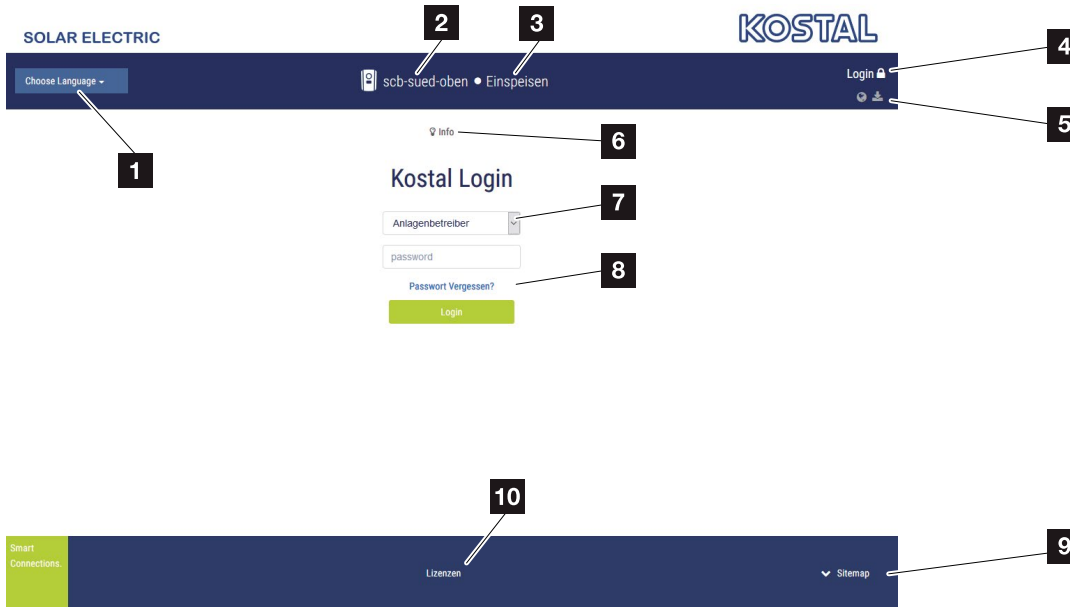 2
3
SOLAR ELECTRIC
KOSTAL
4
Choose Language
scb-sued-oben ● Einspeisen
Login
5
Info
6
1
Kostal Login
7
Anlagenbetreiber
password
8
Passwort Vergessen?
Login
10
Smart
Connections.
9
Lizenzen
Sitemap